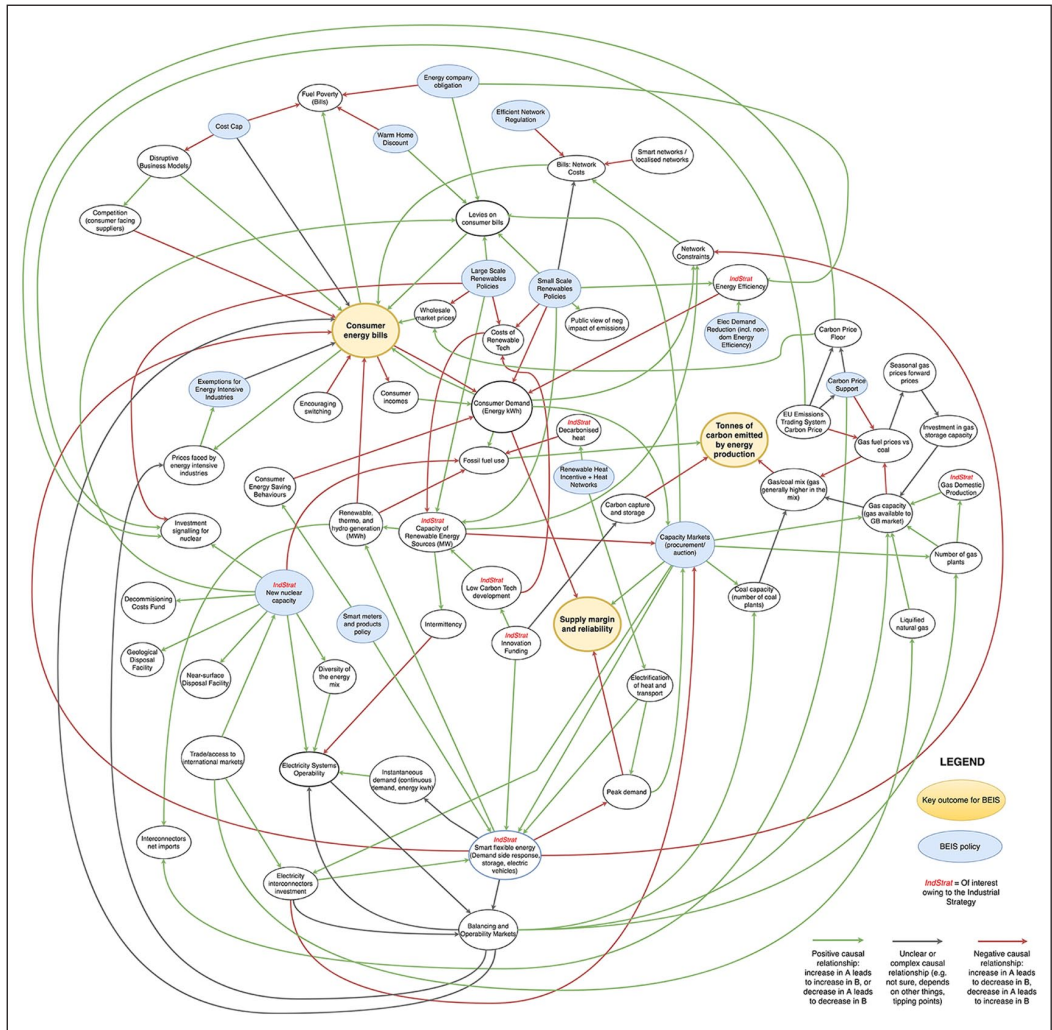 Energy company
obligation
Fuel Poverty
(Bills)
Efficient Network
Regulation
Cost Cap
Warm Home
Discount
Smart networks /
localised networks
Disruptive
Business Models
Bills: Network
Costs
Competition
(consumer facing
suppliers)
Levies on
consumer bills
Network
Constraints
Large Scale
Renewables
Policies
Small Scale
Renewables
Policies
IndStrat
Energy Efficiency
Wholesale
market prices
Public view of neg
impact of emissions
Elec Demand
Reduction (incl. non-
dom Energy
Efficiency)
Carbon Price
Floor
Consumer
energy bills
Costs of
Renewable
Tech
Seasonal gas
prices forward
prices
Exemptions for
Energy Intensive
Industries
Carbon Price
Support
Encouraging
switching
Consumer
incomes
Consumer Demand
(Energy kWh)
EU Emissions
Trading System
Carbon Price
Investment in gas
storage capacity
Tonnes of
carbon emitted
by energy
production
IndStrat
Decarbonised
heat
Gas fuel prices vs
coal
Prices faced by
energy intensive
industries
Fossil fuel use
Consumer
Energy Saving
Behaviours
Renewable Heat
Incentive + Heat
Networks
Gas/coal mix (gas
generally higher in the
mix)
IndStrat
Gas Domestic
Production
Carbon capture
and storage
Gas capacity
(gas available to
GB market)
Investment
signalling for
nuclear
Renewable,
thermo, and
hydro generation
(MWh)
IndStrat
Capacity of
Renewable Energy
Sources (MW)
Capacity Markets
(procurement/
auction)
Number of gas
plants
IndStrat
New nuclear
capacity
IndStrat
Low Carbon Tech
development
Coal capacity
(number of coal
plants)
Decommisioning
Costs Fund
Smart meters
and products
policy
Intermittency
Supply margin
and reliability
Liquified
natural gas
IndStrat
Innovation
Funding
Geological
Disposal
Facility
Near-surface
Disposal Facility
Diversity of
the energy
mix
Electrification
of heat and
transport
Trade/access to
international markets
Electricity Systems
Operability
Instantaneous
demand (continuous
demand, energy kwh)
Peak demand
Interconnectors
net imports
IndStrat
Smart flexible energy
(Demand side response,
storage, electric
vehicles)
Electricity
interconnectors
investment
Balancing and
Operability Markets
LEGEND
Key outcome for BEIS
BEIS policy
IndStrat = Of interest
owing to the Industrial
Strategy
Positive causal
relationship:
increase in A leads
to increase in B, or
decrease in A leads
to decrease in B
Unclear or
complex causal
relationship (e.g.
not sure, depends
on other things,
tipping points)
Negative causal
relationship:
increase in A leads
to decrease in B,
decrease in A leads
to increase in B